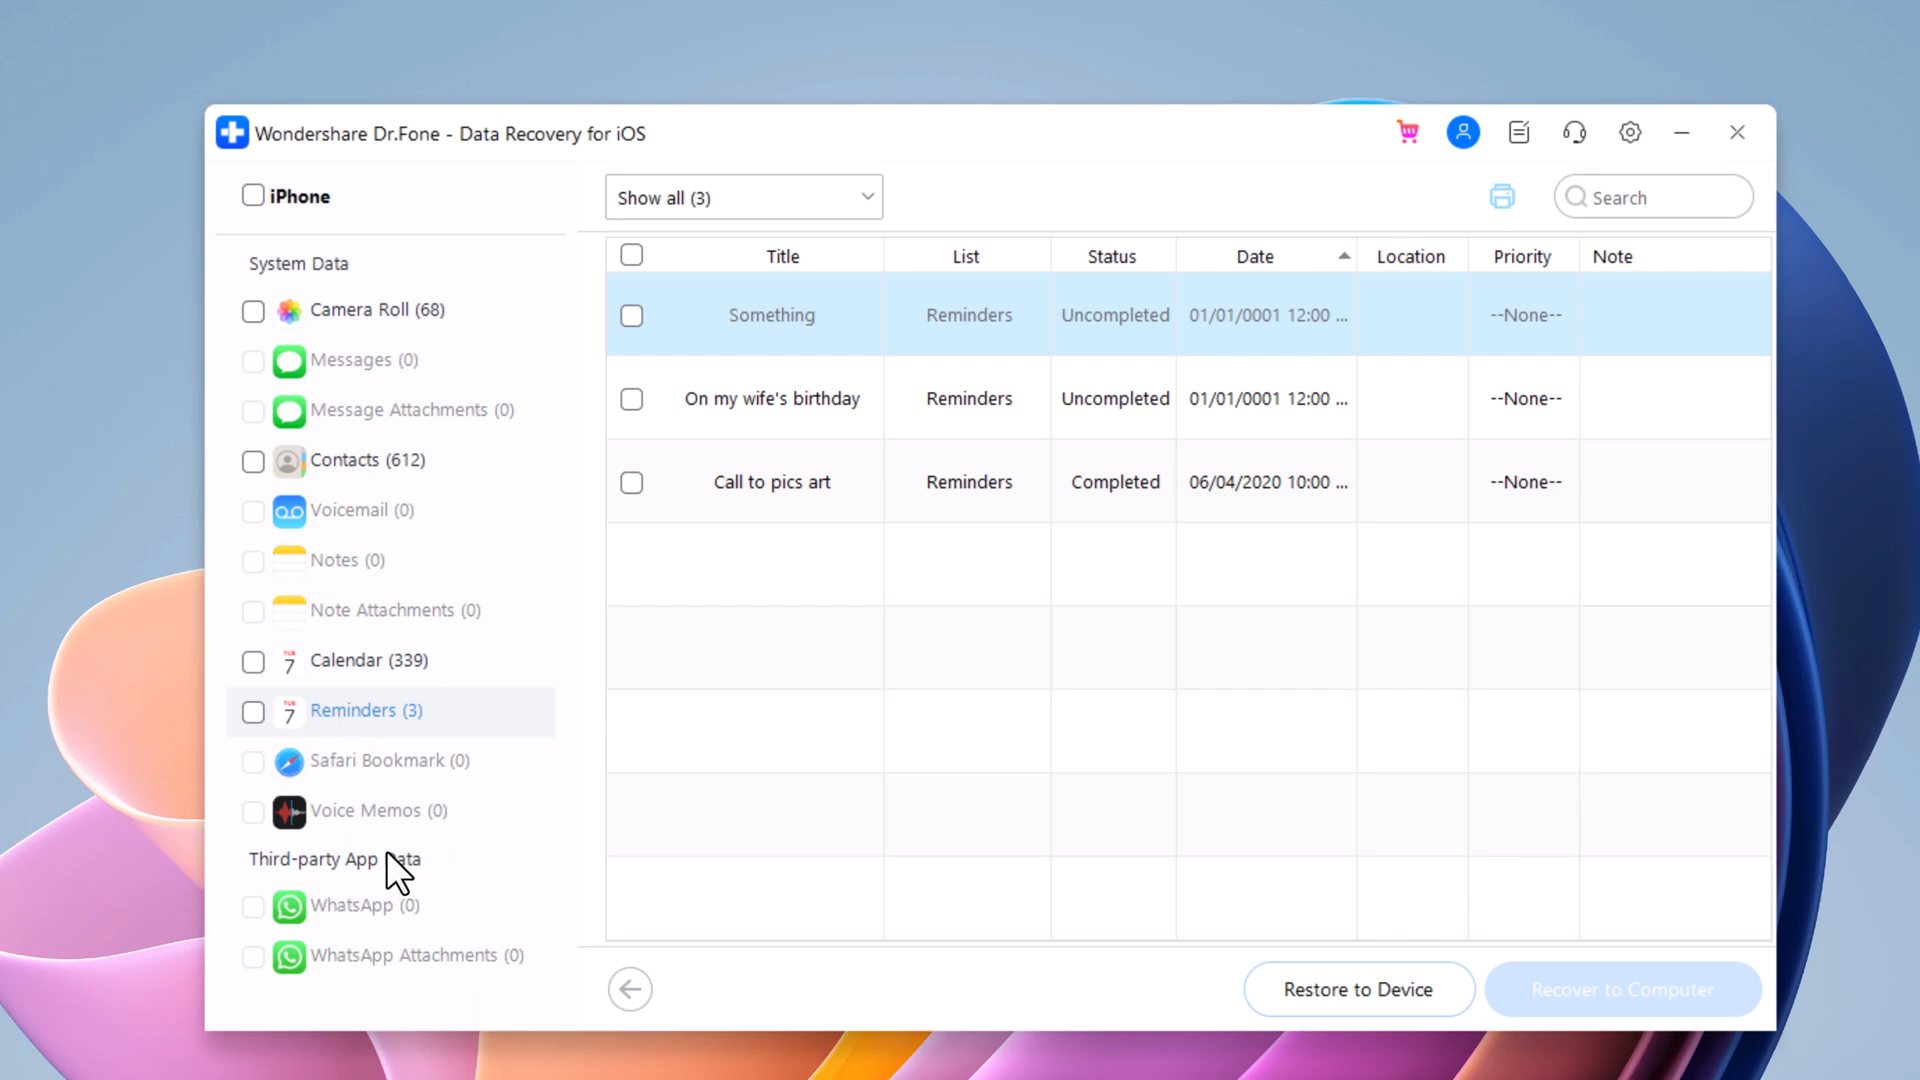 Wondershare Dr.Fone - Data Recovery for iOS
iPhone
Show all (3)
Search
System Data
Camera Roll (68)
Messages (0)
Message Attachments (0)
Contacts (612)
Voicemail (0)
Notes (0)
Note Attachments (0)
TUE
7
Calendar (339)
TUE
7
Reminders (3)
Safari Bookmark (0)
Voice Memos (0)
Third-party App Data
WhatsApp (0)
WhatsApp Attachments (0)
Title List Status Date Location Priority Note
Something Reminders Uncompleted 01/01/0001 12:00 ... --None--
On my wife's birthday Reminders Uncompleted 01/01/0001 12:00 ... --None--
Call to pics art Reminders Completed 06/04/2020 10:00 ... --None--
Restore to Device
Recover to Computer